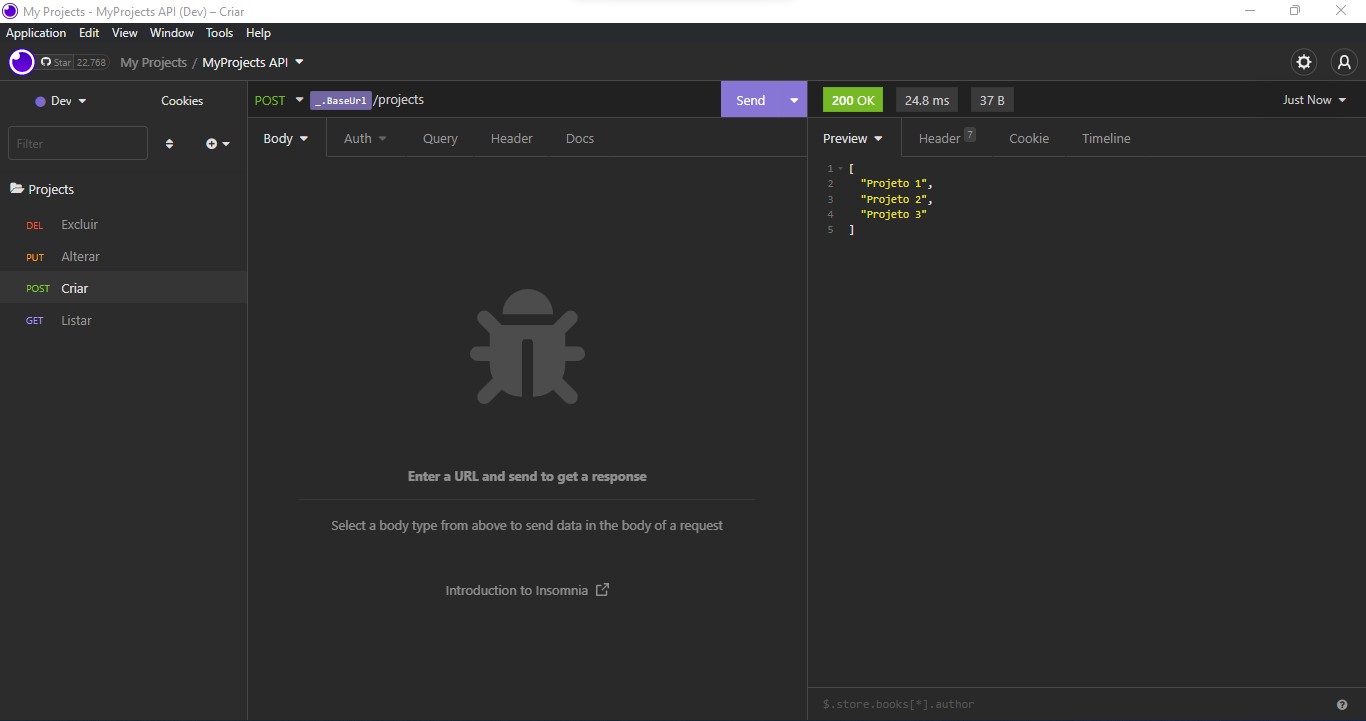 My Projects - MyProjects API (Dev) – Criar
Application Edit View Window Tools Help
Star 22.768 My Projects / MyProjects API
Dev Cookies
Filter
Projects
DEL Excluir
PUT Alterar
POST Criar
GET Listar
POST _.BaseUrl /projects Send
Body Auth Query Header Docs
Enter a URL and send to get a response
Select a body type from above to send data in the body of a request
Introduction to Insomnia
200 OK 24.8 ms 37 B Just Now
Preview Header 7 Cookie Timeline
1 [
2 "Projeto 1",
3 "Projeto 2",
4 "Projeto 3"
5 ]
$.store.books[*].author